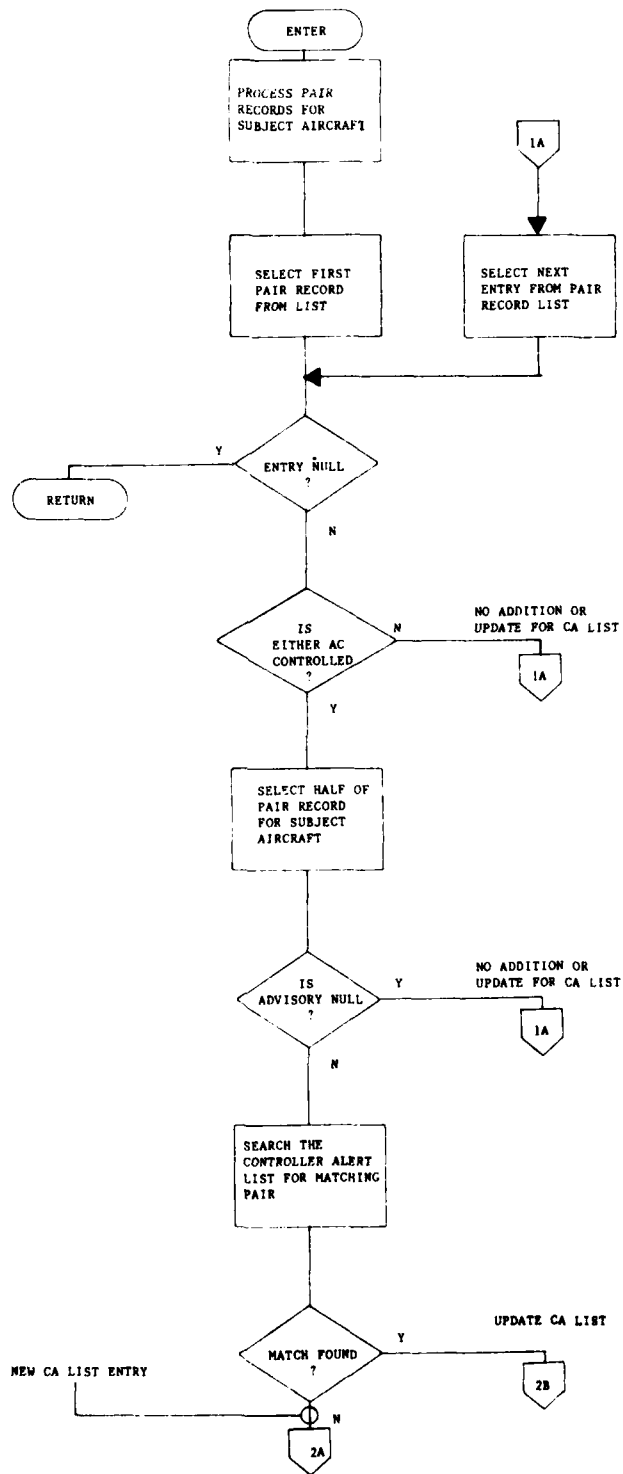 ENTER
PROCESS PAIR
RECORDS FOR
SUBJECT AIRCRAFT
1A
SELECT FIRST
PAIR RECORD
FROM LIST
SELECT NEXT
ENTRY FROM PAIR
RECORD LIST
Y
ENTRY NULL
?
RETURN
N
IS
EITHER AC
CONTROLLED
?
N
NO ADDITION OR
UPDATE FOR CA LIST
1A
Y
SELECT HALF OF
PAIR RECORD
FOR SUBJECT
AIRCRAFT
IS
ADVISORY NULL
?
Y
NO ADDITION OR
UPDATE FOR CA LIST
1A
N
SEARCH THE
CONTROLLER ALERT
LIST FOR MATCHING
PAIR
MATCH FOUND
?
Y
UPDATE CA LIST
2B
NEW CA LIST ENTRY
N
2A